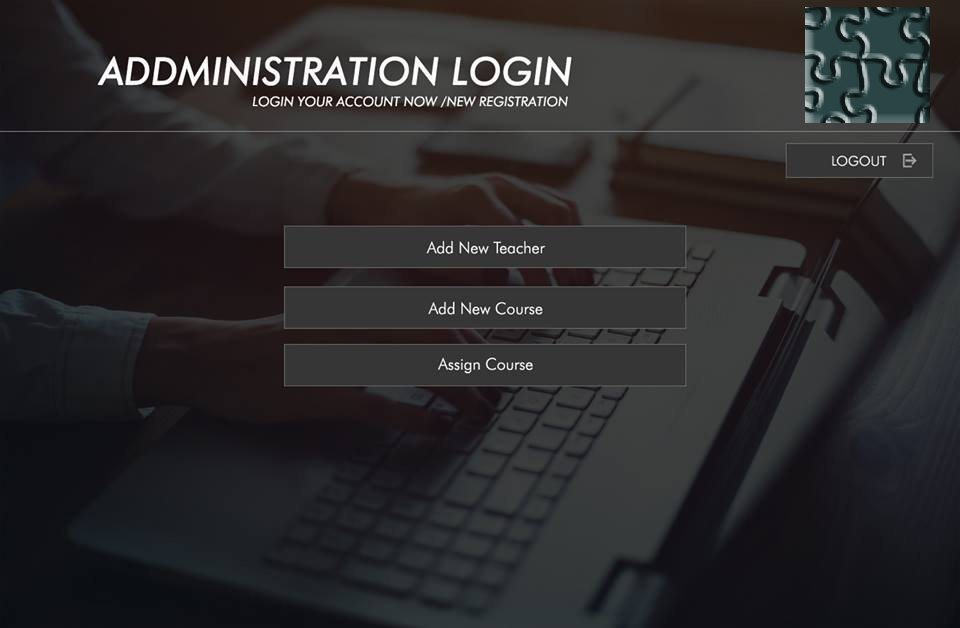 ADDMINISTRATION LOGIN
LOGIN YOUR ACCOUNT NOW /NEW REGISTRATION
LOGOUT
Add New Teacher
Add New Course
Assign Course